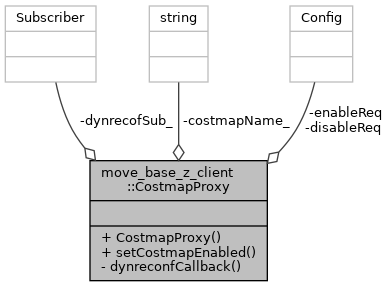 Subscriber
string
Config
-dynrecofSub_
-costmapName_
-enableReq
-disableReq
move_base_z_client
::CostmapProxy
+ CostmapProxy()
+ setCostmapEnabled()
- dynreconfCallback()